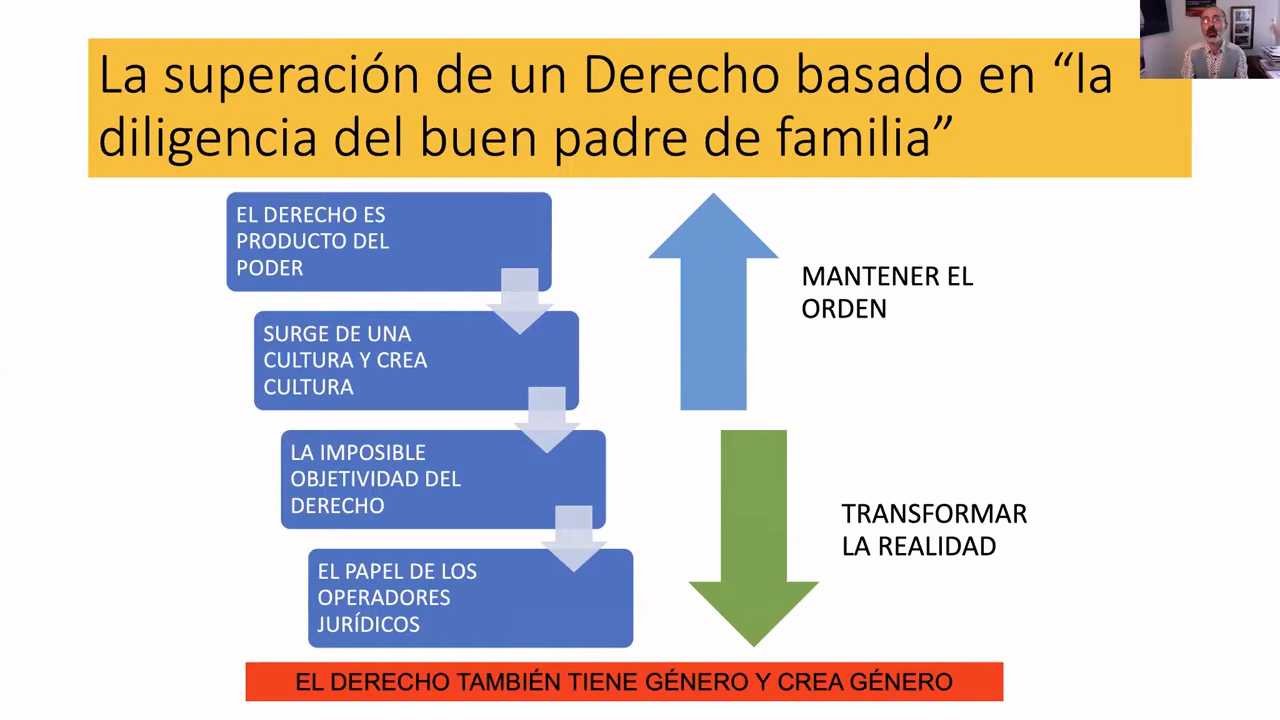 La superación de un Derecho basado en “la
diligencia del buen padre de familia”
EL DERECHO ES
PRODUCTO DEL
PODER
SURGE DE UNA
CULTURA Y CREA
CULTURA
LA IMPOSIBLE
OBJETIVIDAD DEL
DERECHO
EL PAPEL DE LOS
OPERADORES
JURÍDICOS
MANTENER EL
ORDEN
TRANSFORMAR
LA REALIDAD
EL DERECHO TAMBIÉN TIENE GÉNERO Y CREA GÉNERO